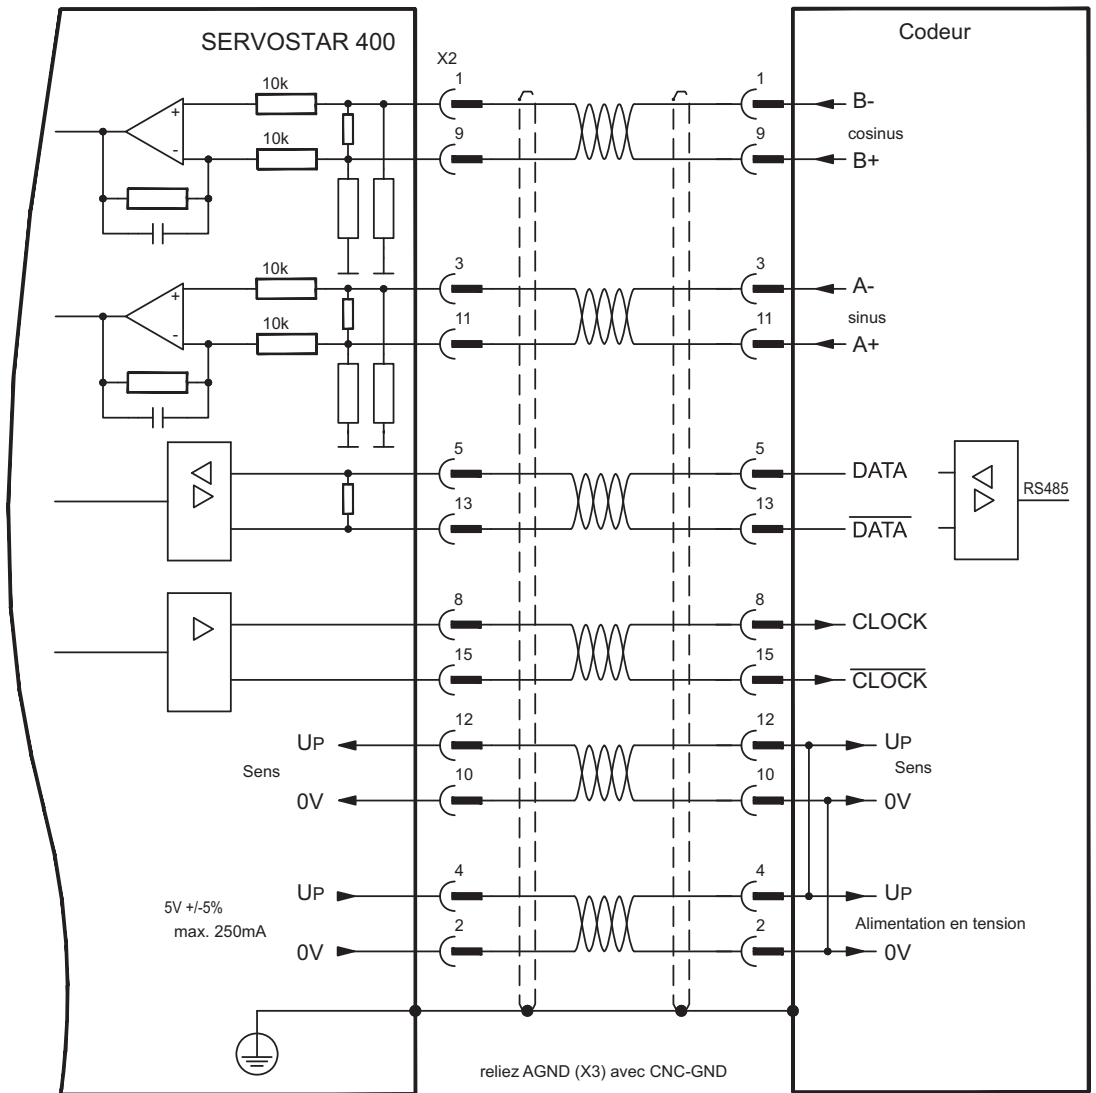 SERVOSTAR 400
Codeur
X2
10k
1
1
B-
+
cosinus
10k
9
9
B+
-
10k
3
3
A-
+
sinus
10k
11
11
A+
-
5
5
DATA
RS485
13
13
DATA
8
8
CLOCK
15
15
CLOCK
12
12
UP
UP
Sens
Sens
10
10
0V
0V
4
4
UP
UP
5V +/-5%
max. 250mA
Alimentation en tension
2
2
0V
0V
reliez AGND (X3) avec CNC-GND